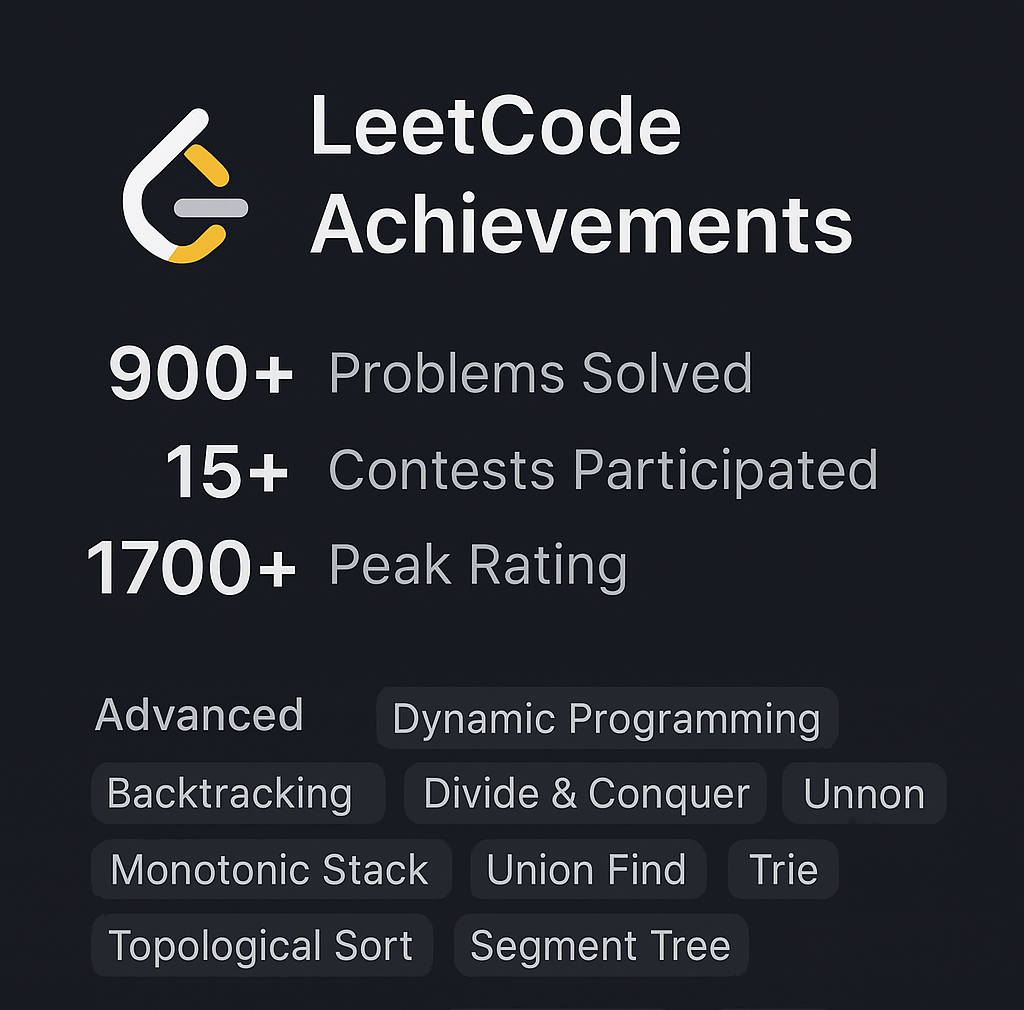 LeetCode
Achievements
900+ Problems Solved
15+ Contests Participated
1700+ Peak Rating
Advanced Dynamic Programming
Backtracking Divide & Conquer Unnon
Monotonic Stack Union Find Trie
Topological Sort Segment Tree